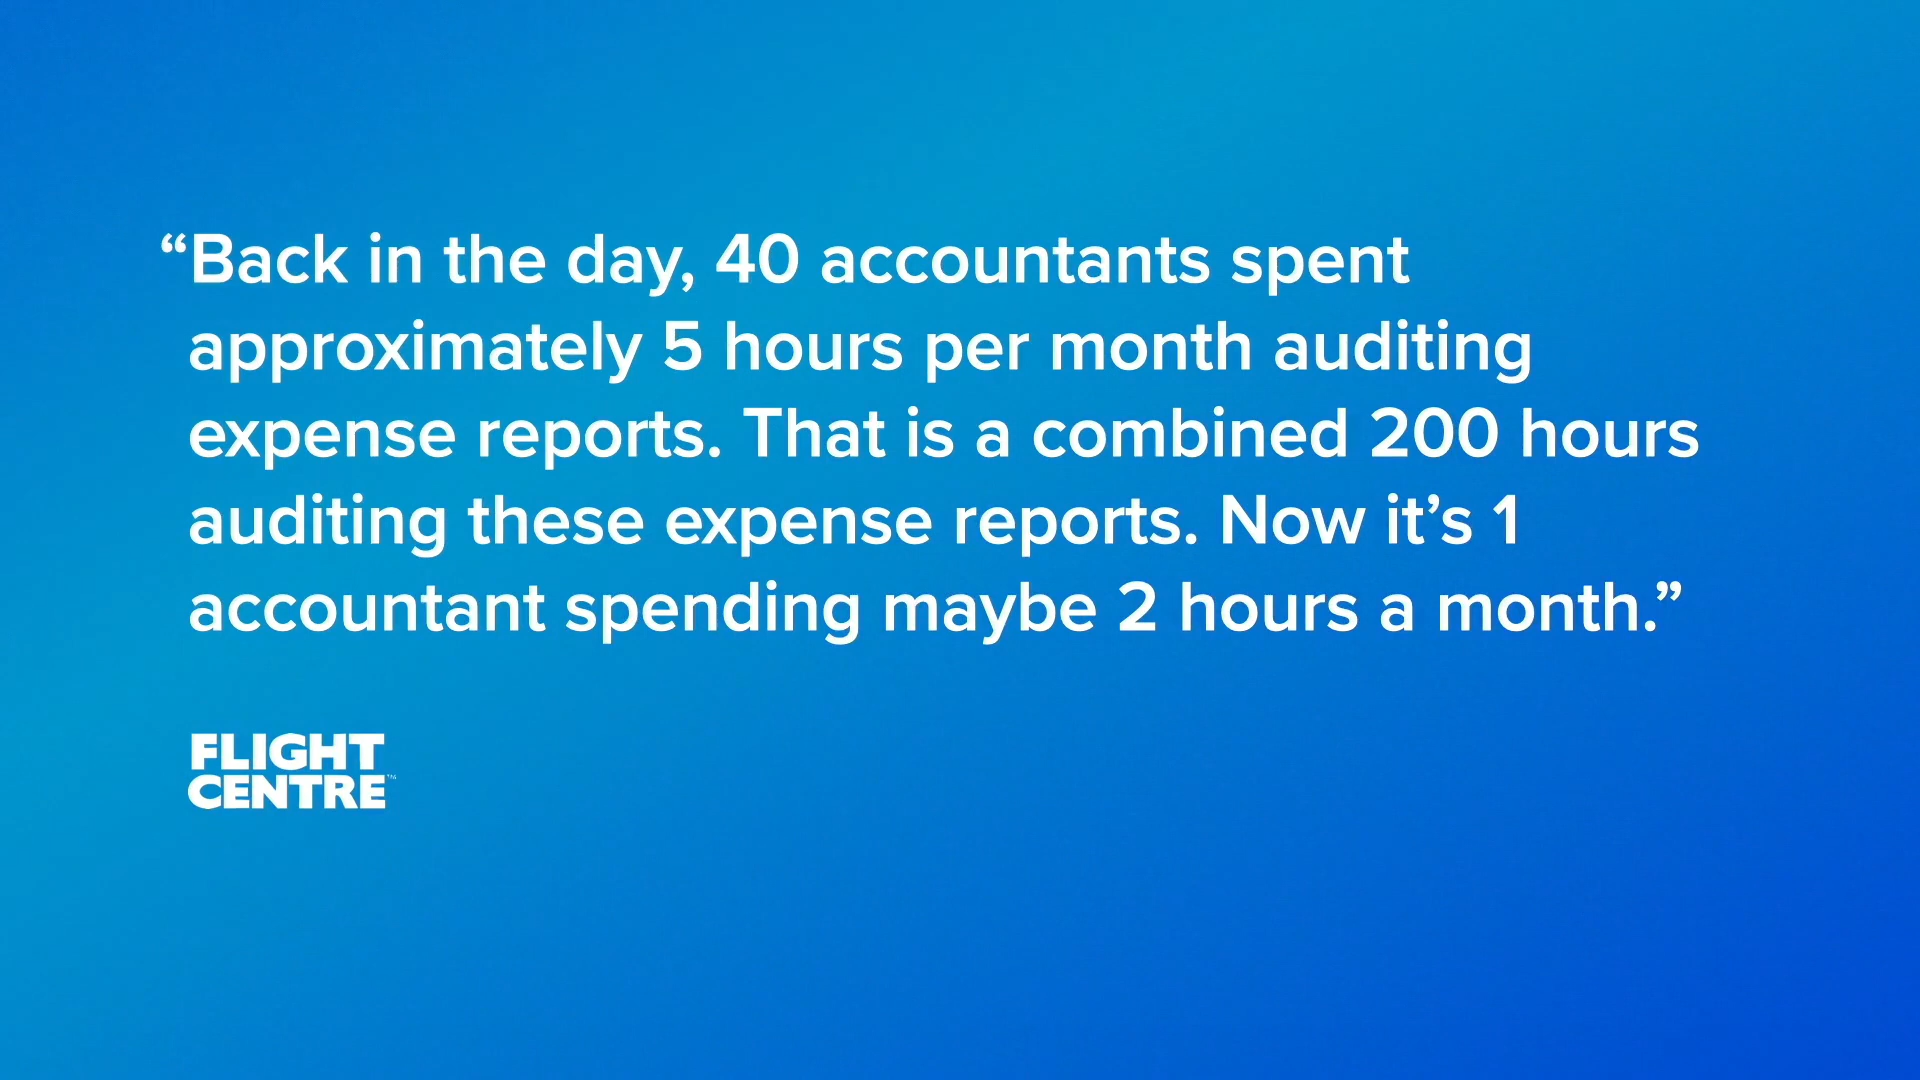 “Back in the day, 40 accountants spent
approximately 5 hours per month auditing
expense reports. That is a combined 200 hours
auditing these expense reports. Now it’s 1
accountant spending maybe 2 hours a month.”
FLIGHT
CENTRE™